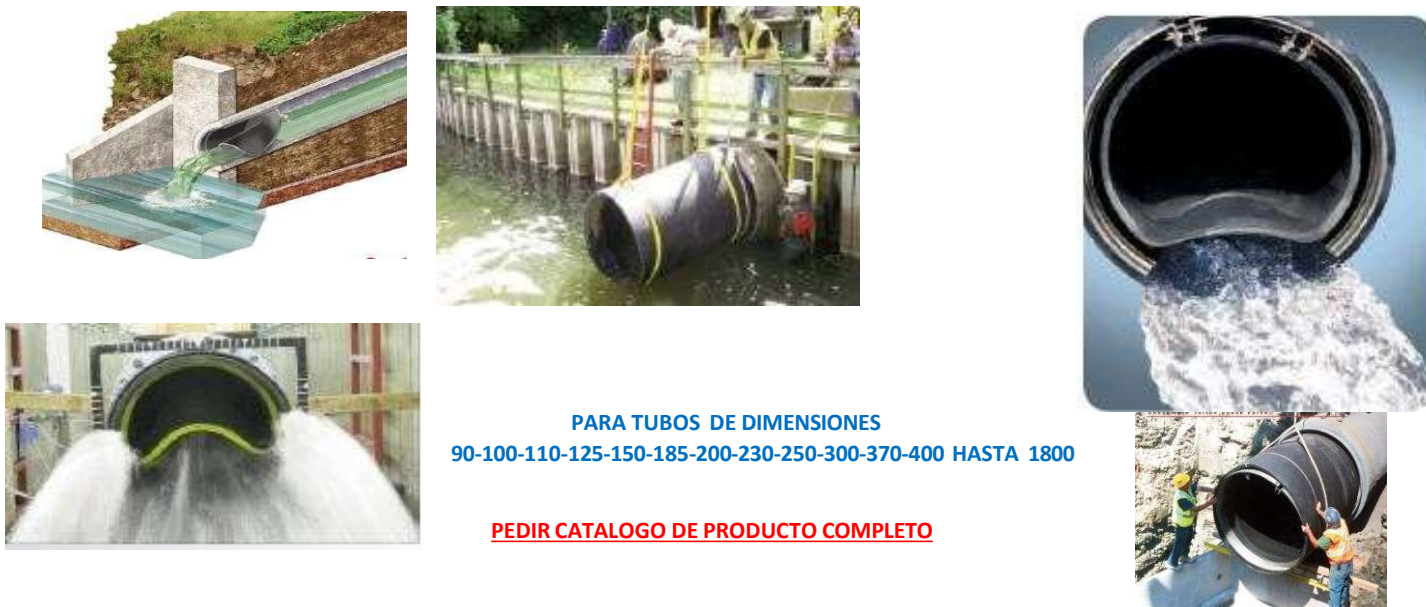 PARA TUBOS DE DIMENSIONES
90-100-110-125-150-185-200-230-250-300-370-400 HASTA 1800
PEDIR CATALOGO DE PRODUCTO COMPLETO